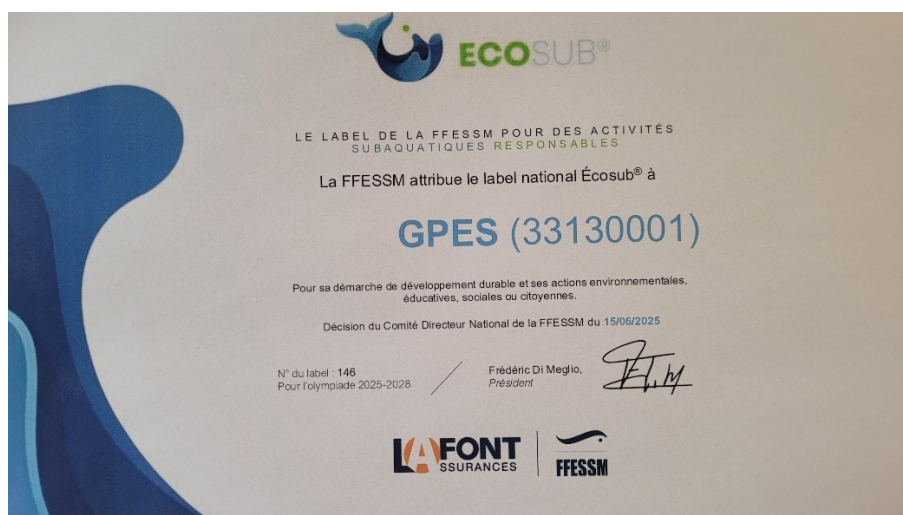 ECOSUB®
LE LABEL DE LA FFESSM POUR DES ACTIVITÉS
SUBAQUATIQUES RESPONSABLES
La FFESSM attribue le label national Écosub® à
GPES (33130001)
Pour sa démarche de développement durable et ses actions environnementales,
éducatives, sociales ou citoyennes.
Décision du Comité Directeur National de la FFESSM du 15/06/2025
N° du label : 146
Pour l'olympiade 2025-2028
Frédéric Di Meglio,
Président
LAFONT
ASSURANCES
FFESSM